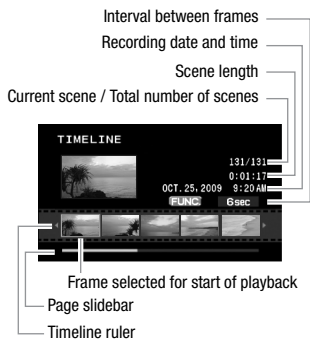 Interval between frames
Recording date and time
Scene length
Current scene / Total number of scenes
TIMELINE
131/131
0:01:17
OCT. 25, 2009 9:20 AM
FUNC. 6sec
Frame selected for start of playback
Page slidebar
Timeline ruler